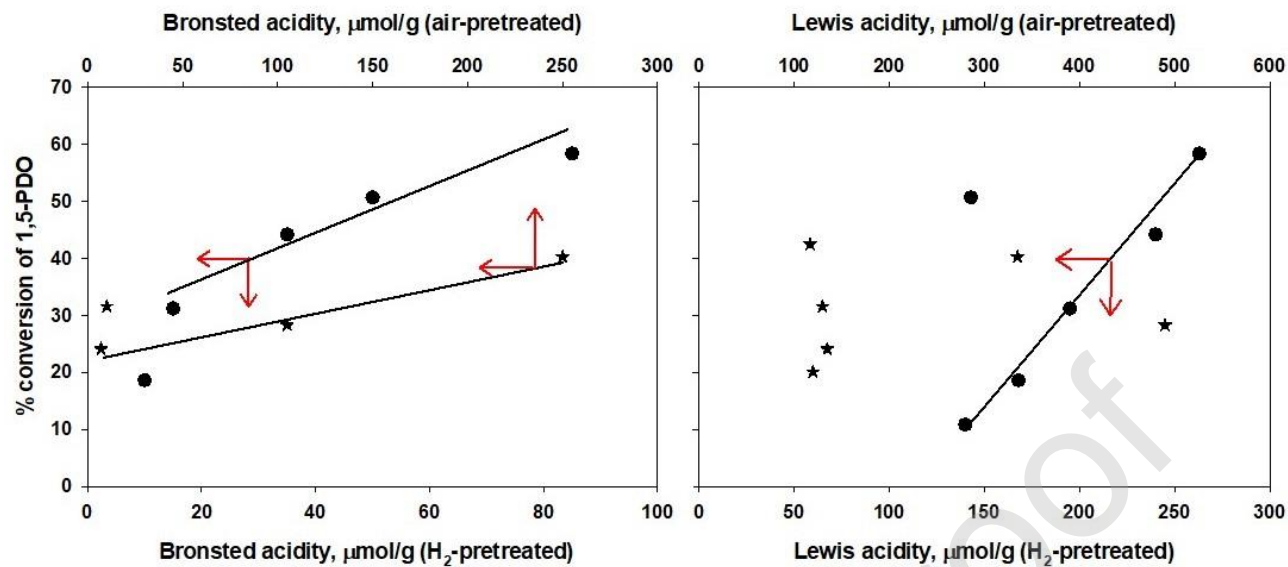 Bronsted acidity, μmol/g (air-pretreated)
Lewis acidity, μmol/g (air-pretreated)
0 50 100 150 200 250 300
0 100 200 300 400 500 600
% conversion of 1,5-PDO
70
60
50
40
30
20
10
0
0 20 40 60 80 100
0 50 100 150 200 250 300
Bronsted acidity, μmol/g (H₂-pretreated)
Lewis acidity, μmol/g (H₂-pretreated)
oof